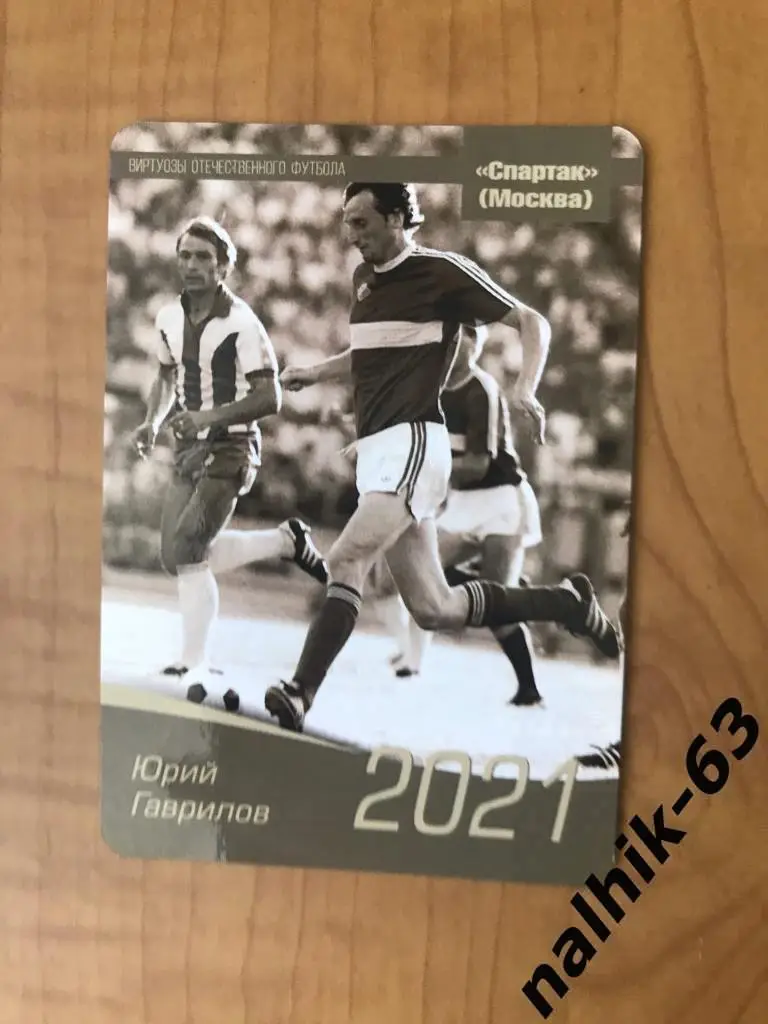 ВИРТУОЗЫ ОТЕЧЕСТВЕННОГО ФУТБОЛА
«Спартак»
(Москва)
Юрий
Гаврилов
2021
nalhik-63